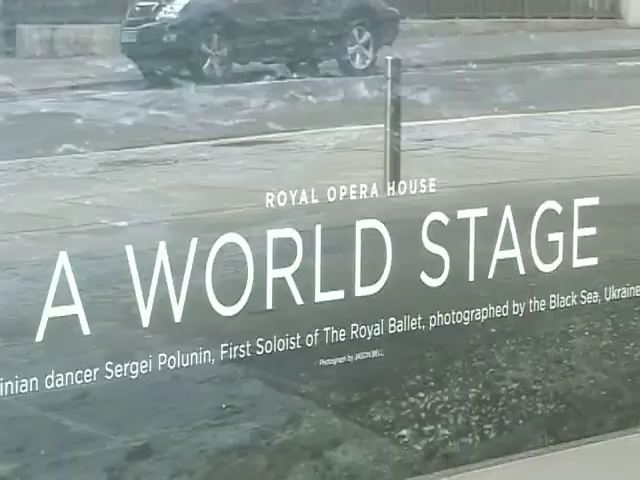 ROYAL OPERA HOUSE
A WORLD STAGE
inian dancer Sergei Polunin, First Soloist of The Royal Ballet, photographed by the Black Sea, Ukraine
Photograph by JASON BELL